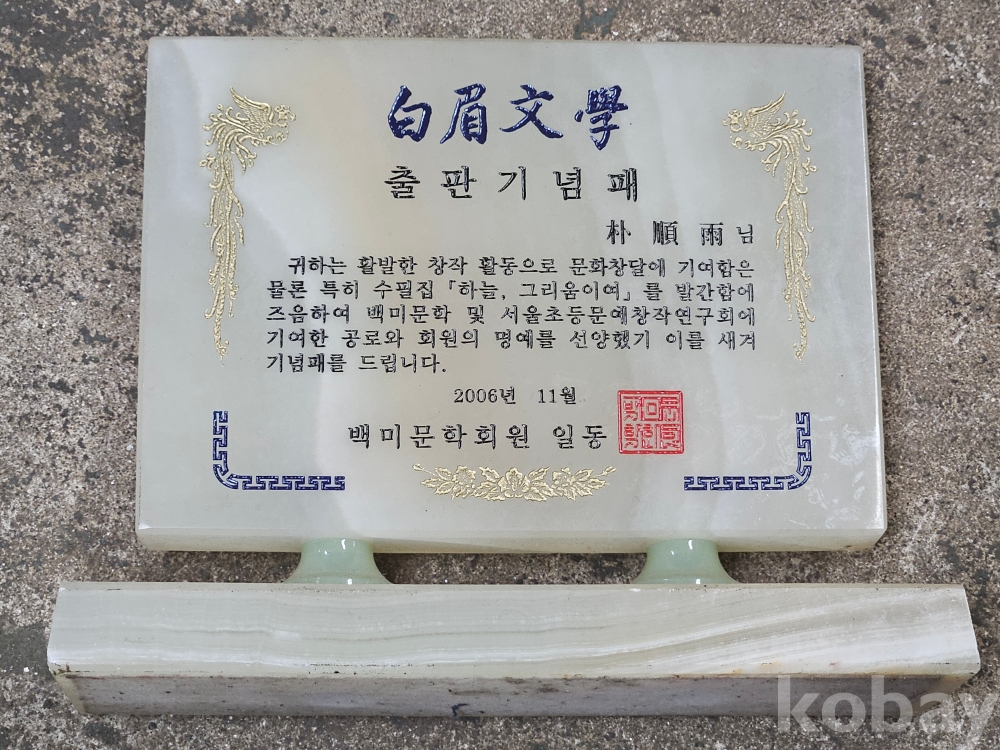 白眉文學
출판기념패
朴順雨님
귀하는 활발한 창작 활동으로 문화창달에 기여함은
물론 특히 수필집 「하늘, 그리움이여」를 발간함에
즈음하여 백미문학 및 서울초등문예창작연구회에
기여한 공로와 회원의 명예를 선양했기 이를 새겨
기념패를 드립니다.
2006년 11월
백미문학회원 일동
kobay